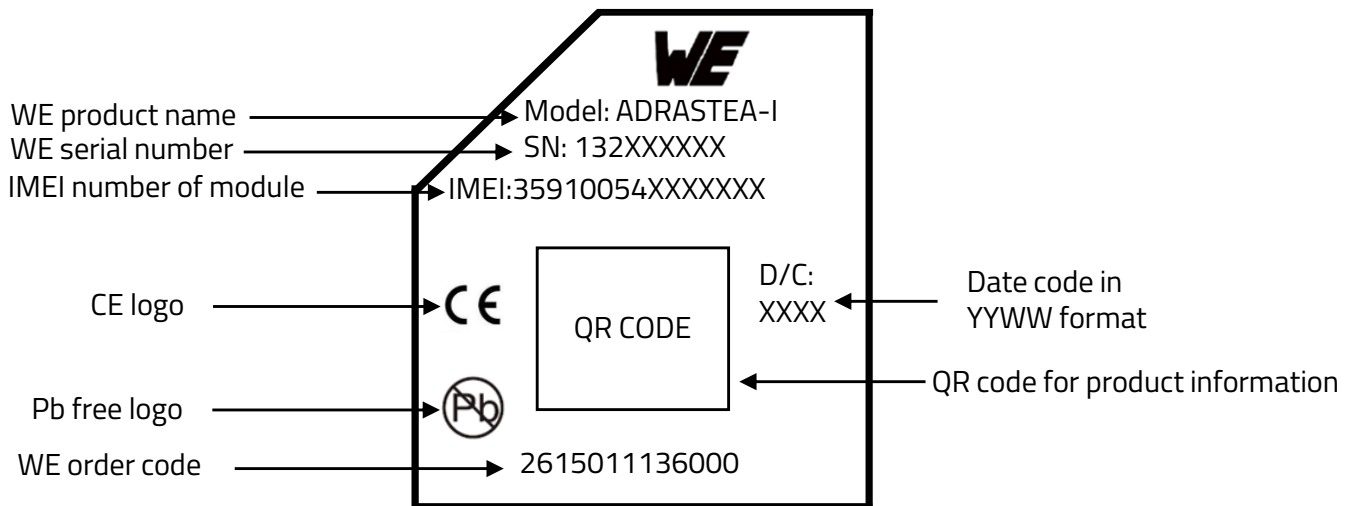 WE
WE product name
Model: ADRASTEA-I
WE serial number
SN: 132XXXXXX
IMEI number of module
IMEI:35910054XXXXXXX
CE logo
CE
QR CODE
D/C:
XXXX
Date code in
YYWW format
QR code for product information
Pb free logo
Pb
WE order code
2615011136000